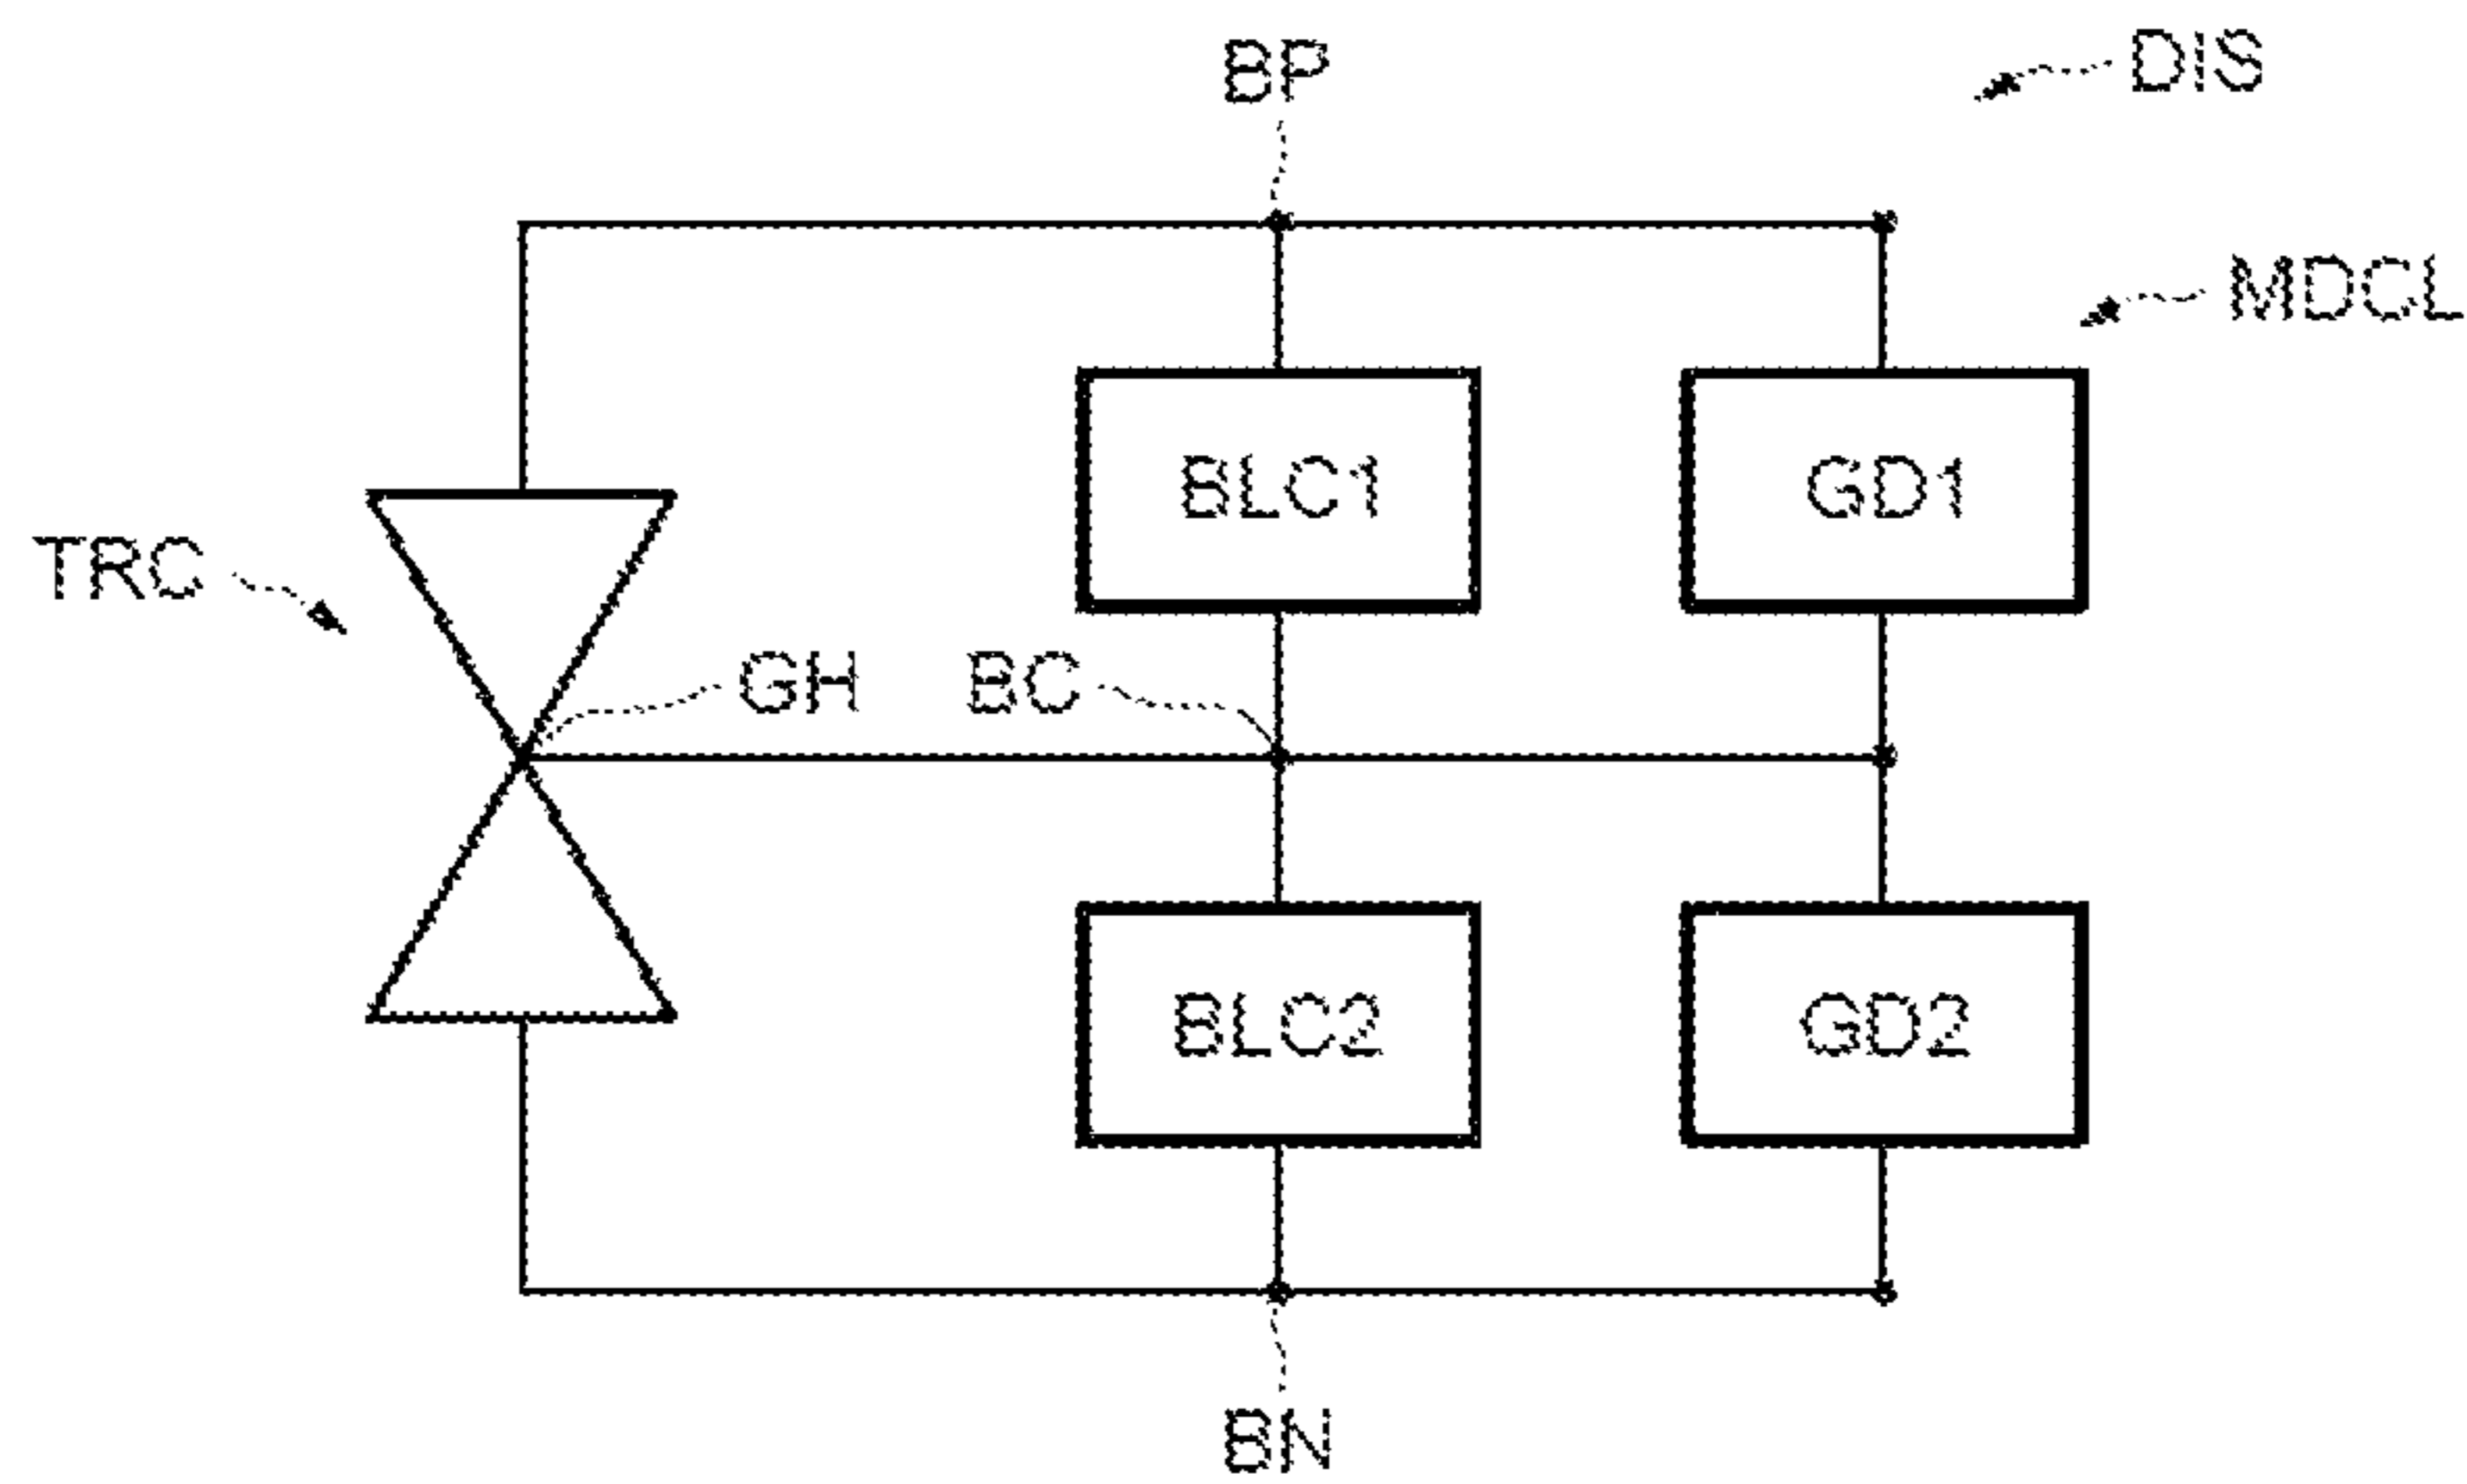 BP
DIS
MDCL
BLC1
GD1
TRC
GH
BC
BLC2
GD2
BN